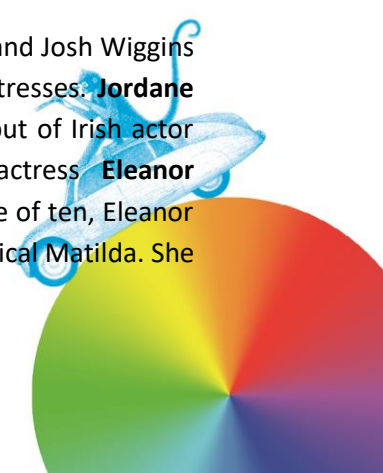 and Josh Wiggins
tresses. Jordane
out of Irish actor
actress Eleanor
e of ten, Eleanor
ical Matilda. She